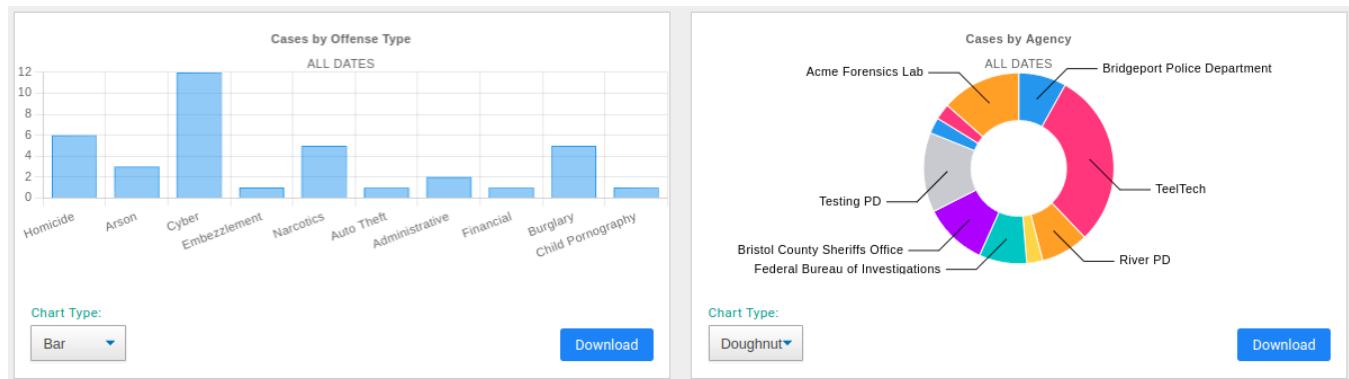 Cases by Offense Type
ALL DATES
12
10
8
6
4
2
0
Homicide
Arson
Cyber
Embezzlement
Narcotics
Auto Theft
Administrative
Financial
Burglary
Child Pornography
Chart Type:
Bar
Download
Cases by Agency
ALL DATES
Acme Forensics Lab
Bridgeport Police Department
TeelTech
Testing PD
Bristol County Sheriffs Office
River PD
Federal Bureau of Investigations
Chart Type:
Doughnut
Download